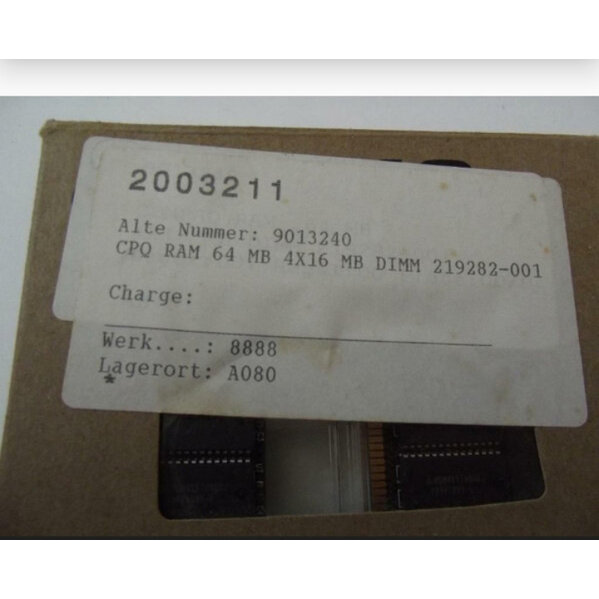 2003211
Alte Nummer: 9013240
CPQ RAM 64 MB 4X16 MB DIMM 219282-001
Charge:
Werk....: 8888
Lagerort: A080
*